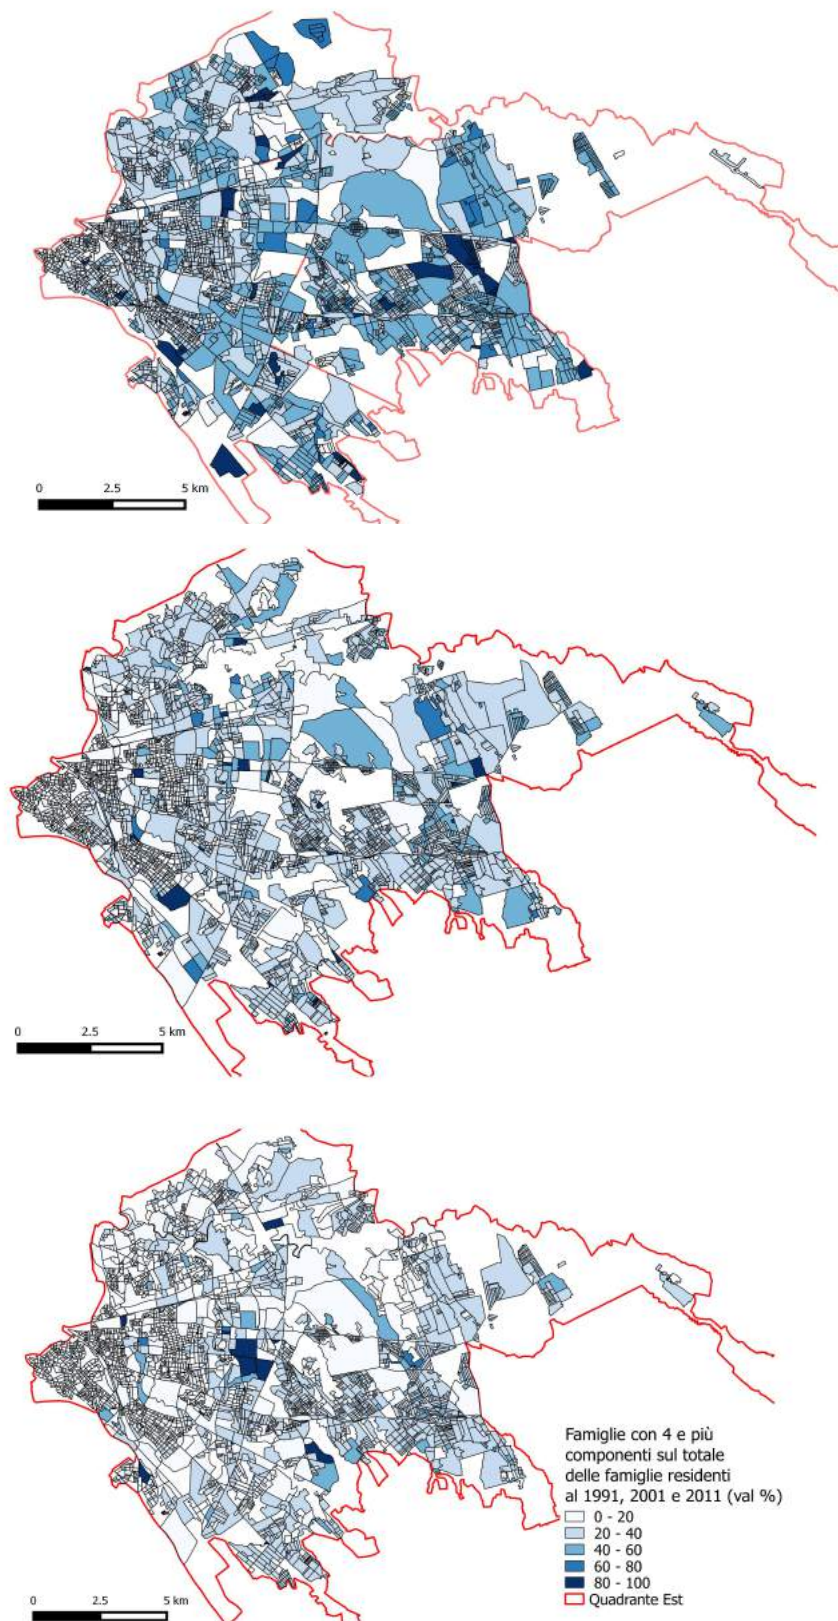 0 2.5 5 km
0 2.5 5 km
Famiglie con 4 e più
componenti sul totale
delle famiglie residenti
al 1991, 2001 e 2011 (val %)
0 - 20
20 - 40
40 - 60
60 - 80
80 - 100
Quadrante Est
0 2.5 5 km